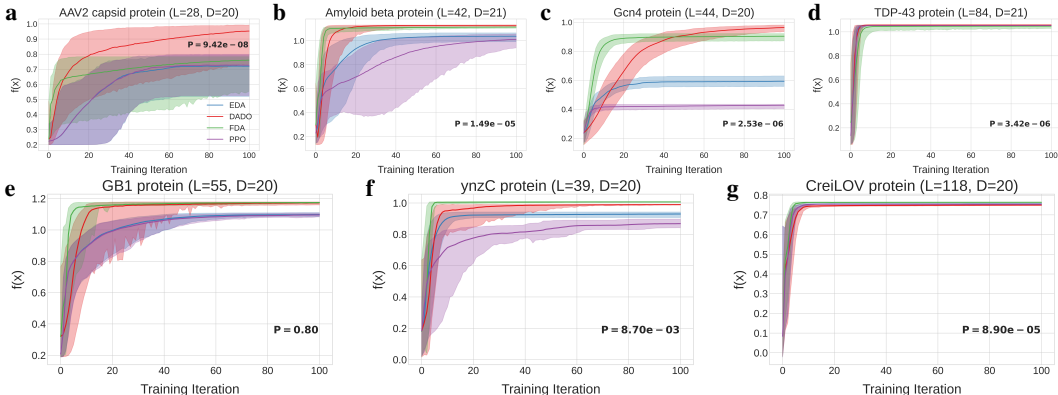 a
AAV2 capsid protein (L=28, D=20)
f(x)
1.0
0.9
0.8
0.7
0.6
0.5
0.4
0.3
0.2
P = 9.42e − 08
EDA
DADO
FDA
PPO
0 20 40 60 80 100
Training Iteration
b
Amyloid beta protein (L=42, D=21)
f(x)
1.0
0.8
0.6
0.4
0.2
P = 1.49e − 05
0 20 40 60 80 100
Training Iteration
c
Gcn4 protein (L=44, D=20)
f(x)
1.0
0.8
0.6
0.4
0.2
P = 2.53e − 06
0 20 40 60 80 100
Training Iteration
d
TDP-43 protein (L=84, D=21)
f(x)
1.0
0.8
0.6
0.4
0.2
P = 3.42e − 06
0 20 40 60 80 100
Training Iteration
e
GB1 protein (L=55, D=20)
f(x)
1.2
1.0
0.8
0.6
0.4
0.2
P = 0.80
0 20 40 60 80 100
Training Iteration
f
ynzC protein (L=39, D=20)
f(x)
1.0
0.8
0.6
0.4
0.2
0.0
P = 8.70e − 03
0 20 40 60 80 100
Training Iteration
g
CreiLOV protein (L=118, D=20)
f(x)
0.8
0.7
0.6
0.5
0.4
0.3
0.2
0.1
0.0
P = 8.90e − 05
0 20 40 60 80 100
Training Iteration